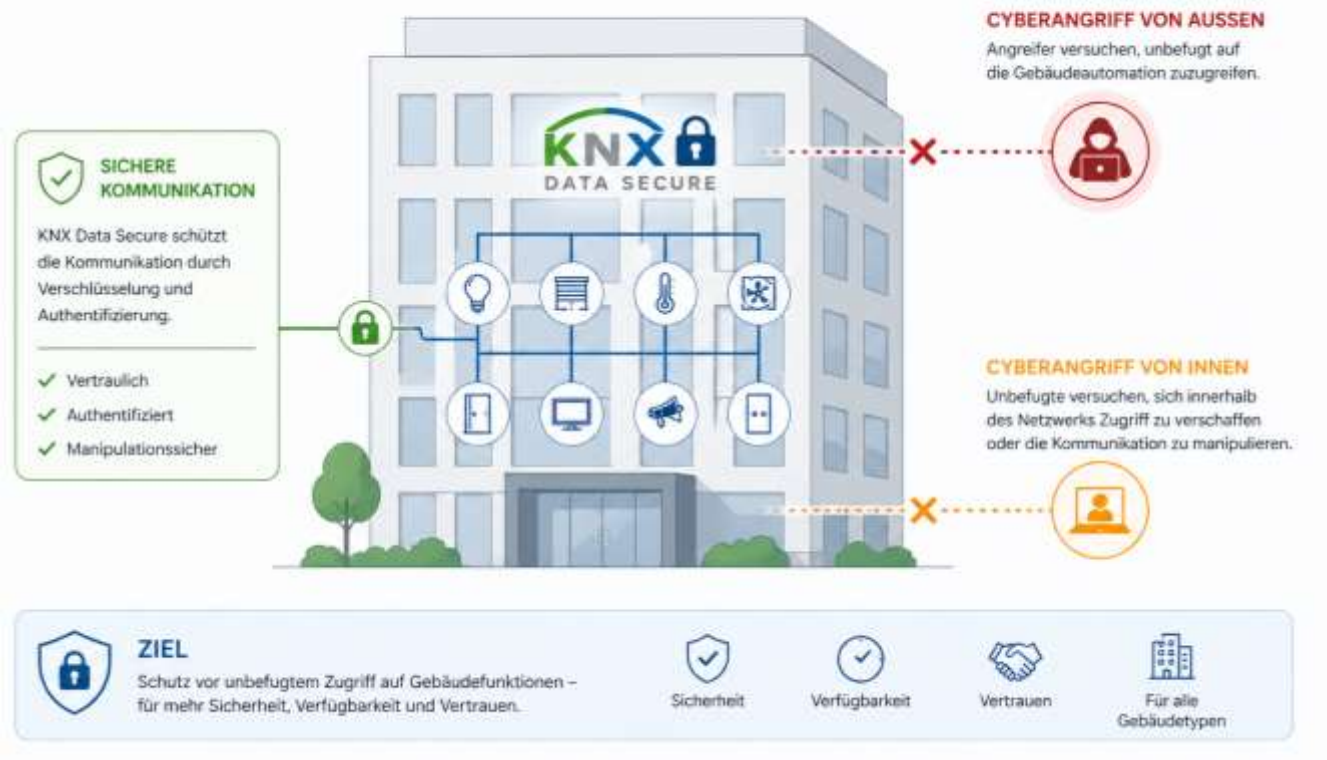 CYBERANGRIFF VON AUSSEN
Angreifer versuchen, unbefugt auf
die Gebäudeautomation zuzugreifen.
KNX
DATA SECURE
SICHERE
KOMMUNIKATION
KNX Data Secure schützt
die Kommunikation durch
Verschlüsselung und
Authentifizierung.
Vertraulich
Authentifiziert
Manipulationssicher
CYBERANGRIFF VON INNEN
Unbefugte versuchen, sich innerhalb
des Netzwerks Zugriff zu verschaffen
oder die Kommunikation zu manipulieren.
ZIEL
Schutz vor unbefugtem Zugriff auf Gebäudefunktionen –
für mehr Sicherheit, Verfügbarkeit und Vertrauen.
Sicherheit
Verfügbarkeit
Vertrauen
Für alle
Gebäudetypen